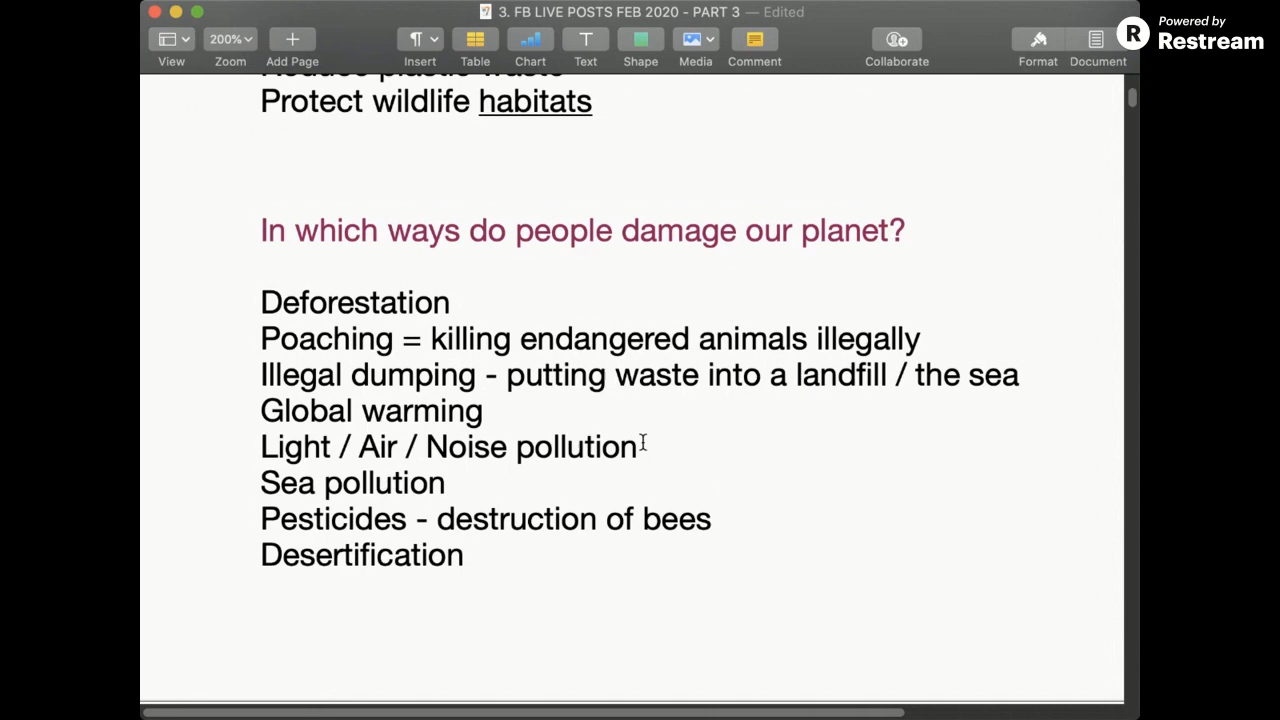 3. FB LIVE POSTS FEB 2020 - PART 3 — Edited
Powered by
R Restream
200%
View Zoom Add Page Insert Table Chart Text Shape Media Comment Collaborate Format Document
Reduce plastic waste
Protect wildlife habitats
In which ways do people damage our planet?
Deforestation
Poaching = killing endangered animals illegally
Illegal dumping - putting waste into a landfill / the sea
Global warming
Light / Air / Noise pollution
Sea pollution
Pesticides - destruction of bees
Desertification